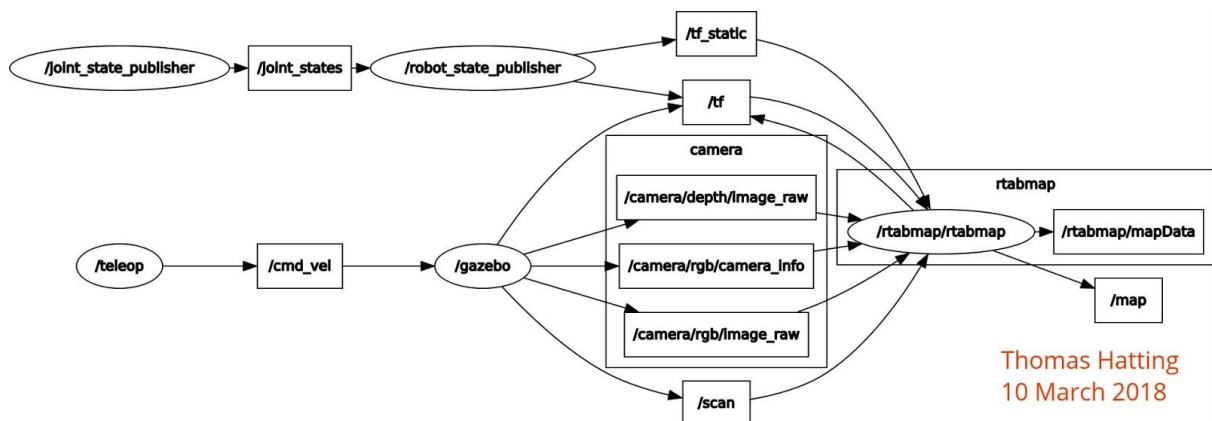 /tf_static
/joint_state_publisher
/joint_states
/robot_state_publisher
/tf
camera
/camera/depth/image_raw
rtabmap
/rtabmap/rtabmap
/rtabmap/mapData
/teleop
/cmd_vel
/gazebo
/camera/rgb/camera_info
/map
/camera/rgb/image_raw
/scan
Thomas Hatting
10 March 2018